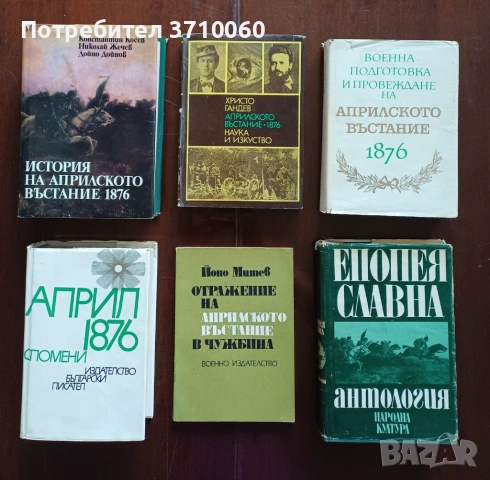 Потребител 3710060
Константин Косев
Николай Жечев
Дойно Дойнов
ИСТОРИЯ
НА АПРИЛСКОТО
ВЪСТАНИЕ 1876
ХРИСТО
ГАНДЕВ
АПРИЛСКОТО
ВЪСТАНИЕ • 1876
НАУКА
И ИЗКУСТВО
ВОЕННА
ПОДГОТОВКА
И ПРОВЕЖДАНЕ
НА
АПРИЛСКОТО
ВЪСТАНИЕ
1876
АПРИЛ
1876
СПОМЕНИ
ИЗДАТЕЛСТВО
БЪЛГАРСКИ
ПИСАТЕЛ
Йоно Митев
ОТРАЖЕНИЕ
НА
АПРИЛСКОТО
ВЪСТАНИЕ
В ЧУЖБИНА
ВОЕННО ИЗДАТЕЛСТВО
ЕПОПЕЯ
СЛАВНА
антология
НАРОДНА
КУЛТУРА
BAZAR